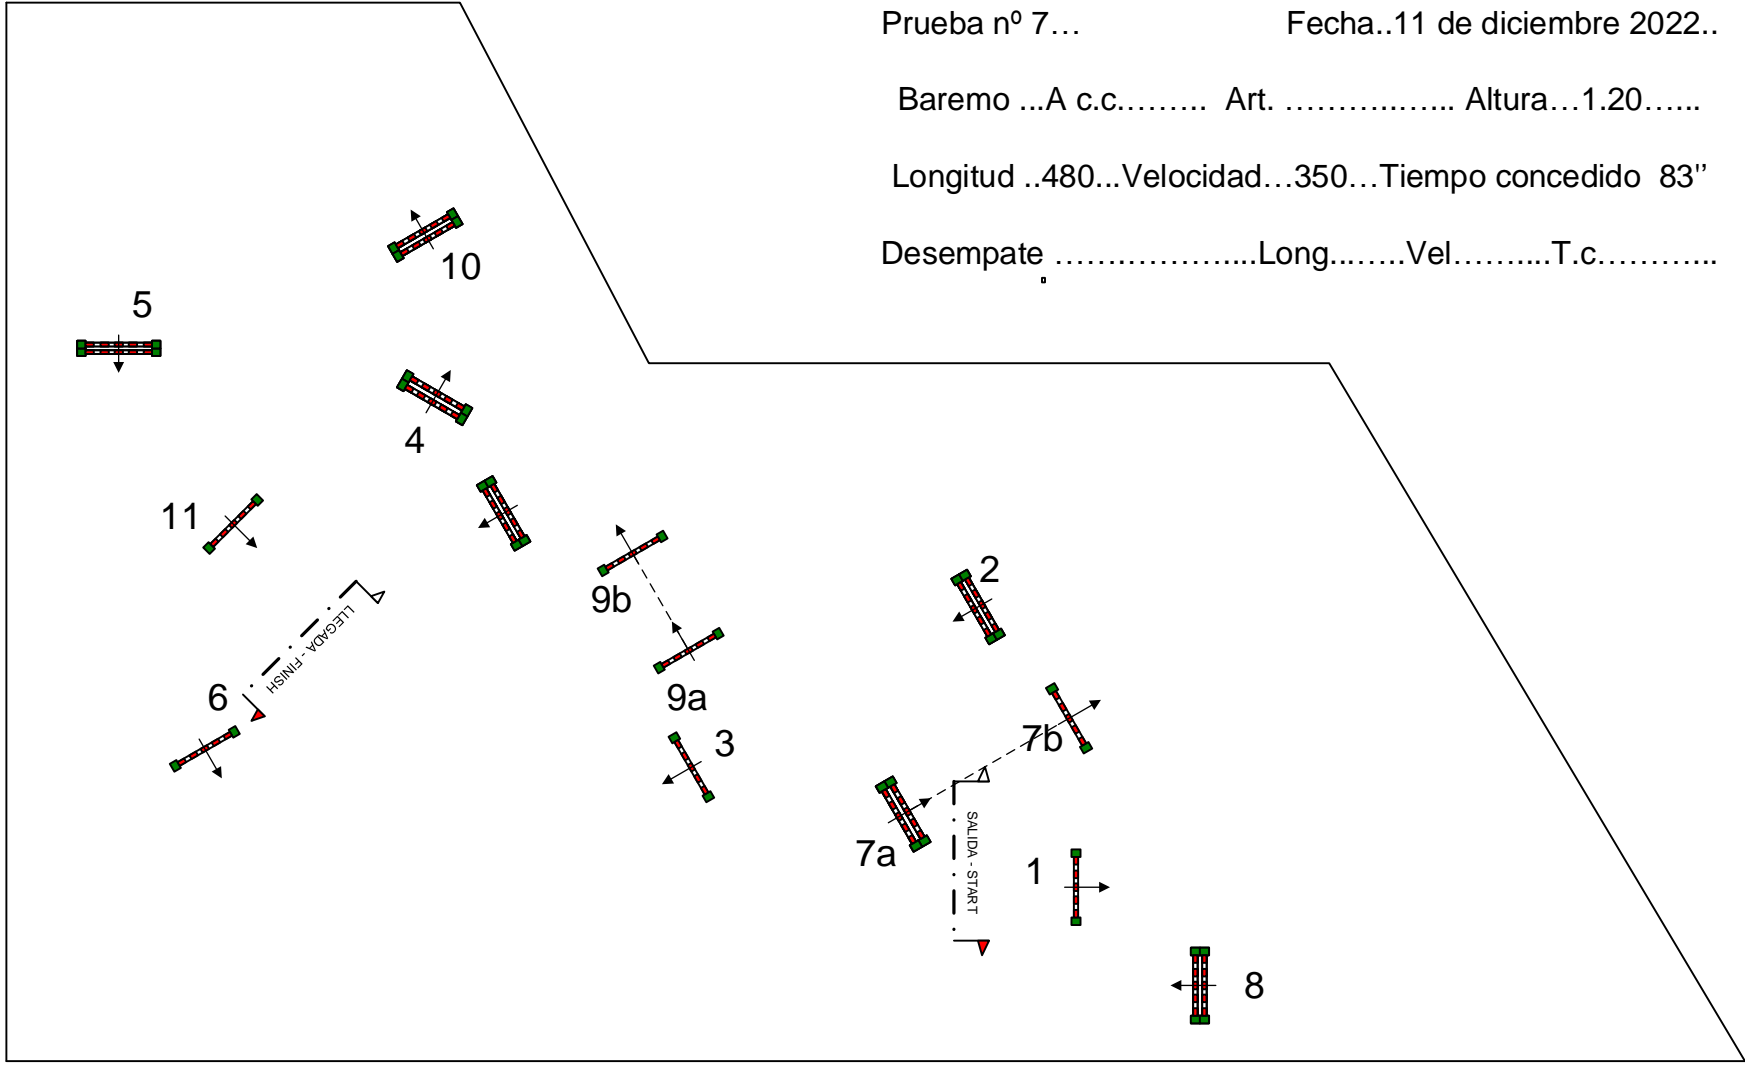 Prueba nº 7… Fecha..11 de diciembre 2022..
Baremo ...A c.c.…….. Art. ………..…... Altura…1.20…...
Longitud ..480...Velocidad…350…Tiempo concedido 83’’
Desempate …….………....Long...…..Vel……....T.c………...
10
5
4
11
2
9b
LLEGADA - FINISH
6
9a
3
7b
SALIDA - START
7a
1
8